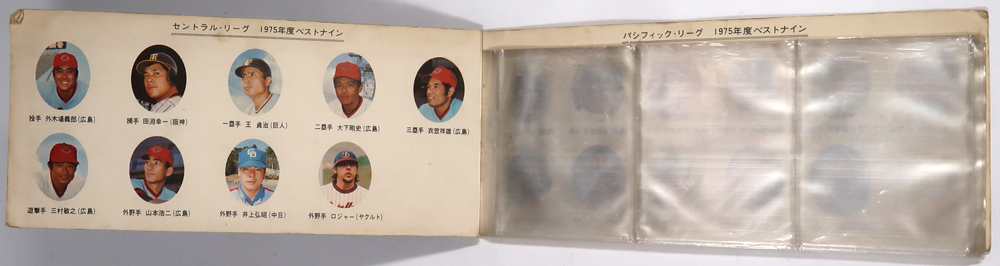 セントラル・リーグ 1975年度ベストナイン
投手 外木場義郎(広島)
捕手 田淵幸一(阪神)
一塁手 王 貞治(巨人)
二塁手 大下剛史(広島)
三塁手 衣笠祥雄(広島)
遊撃手 三村敏之(広島)
外野手 山本浩二(広島)
外野手 井上弘昭(中日)
外野手 ロジャー(ヤクルト)
パシフィック・リーグ 1975年度ベストナイン